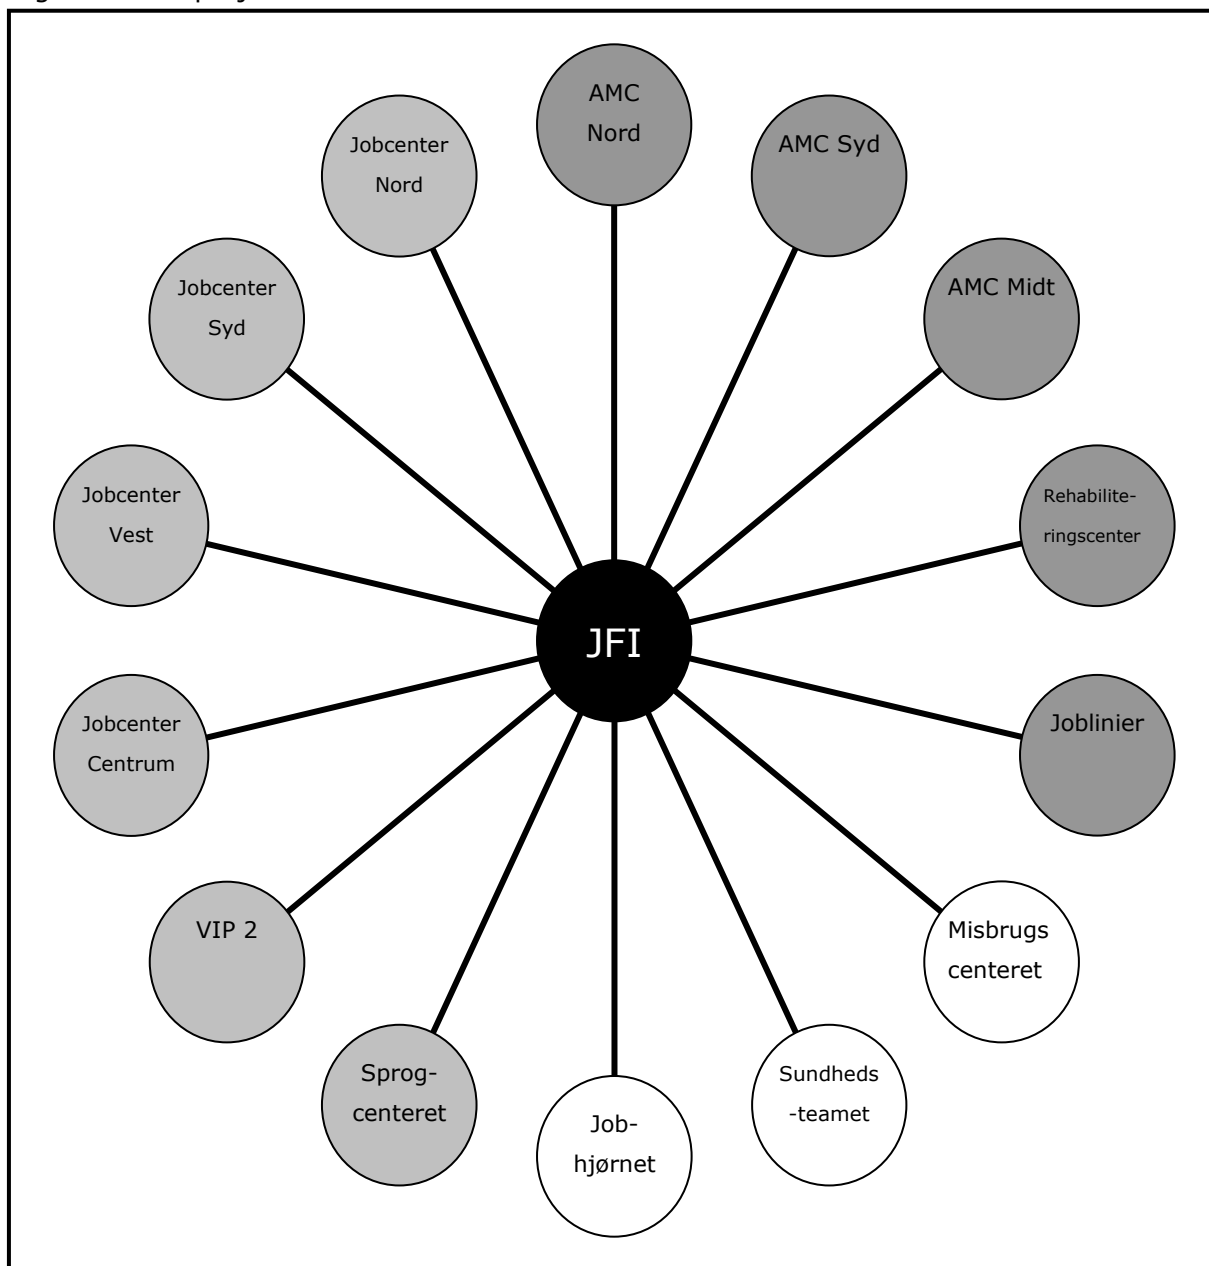 AMC
Nord
AMC Syd
AMC Midt
Rehabilite-
ringscenter
Joblinier
Misbrugs
centeret
Sundheds
-teamet
Job-
hjørnet
Sprog-
centeret
VIP 2
Jobcenter
Centrum
Jobcenter
Vest
Jobcenter
Syd
Jobcenter
Nord
JFI